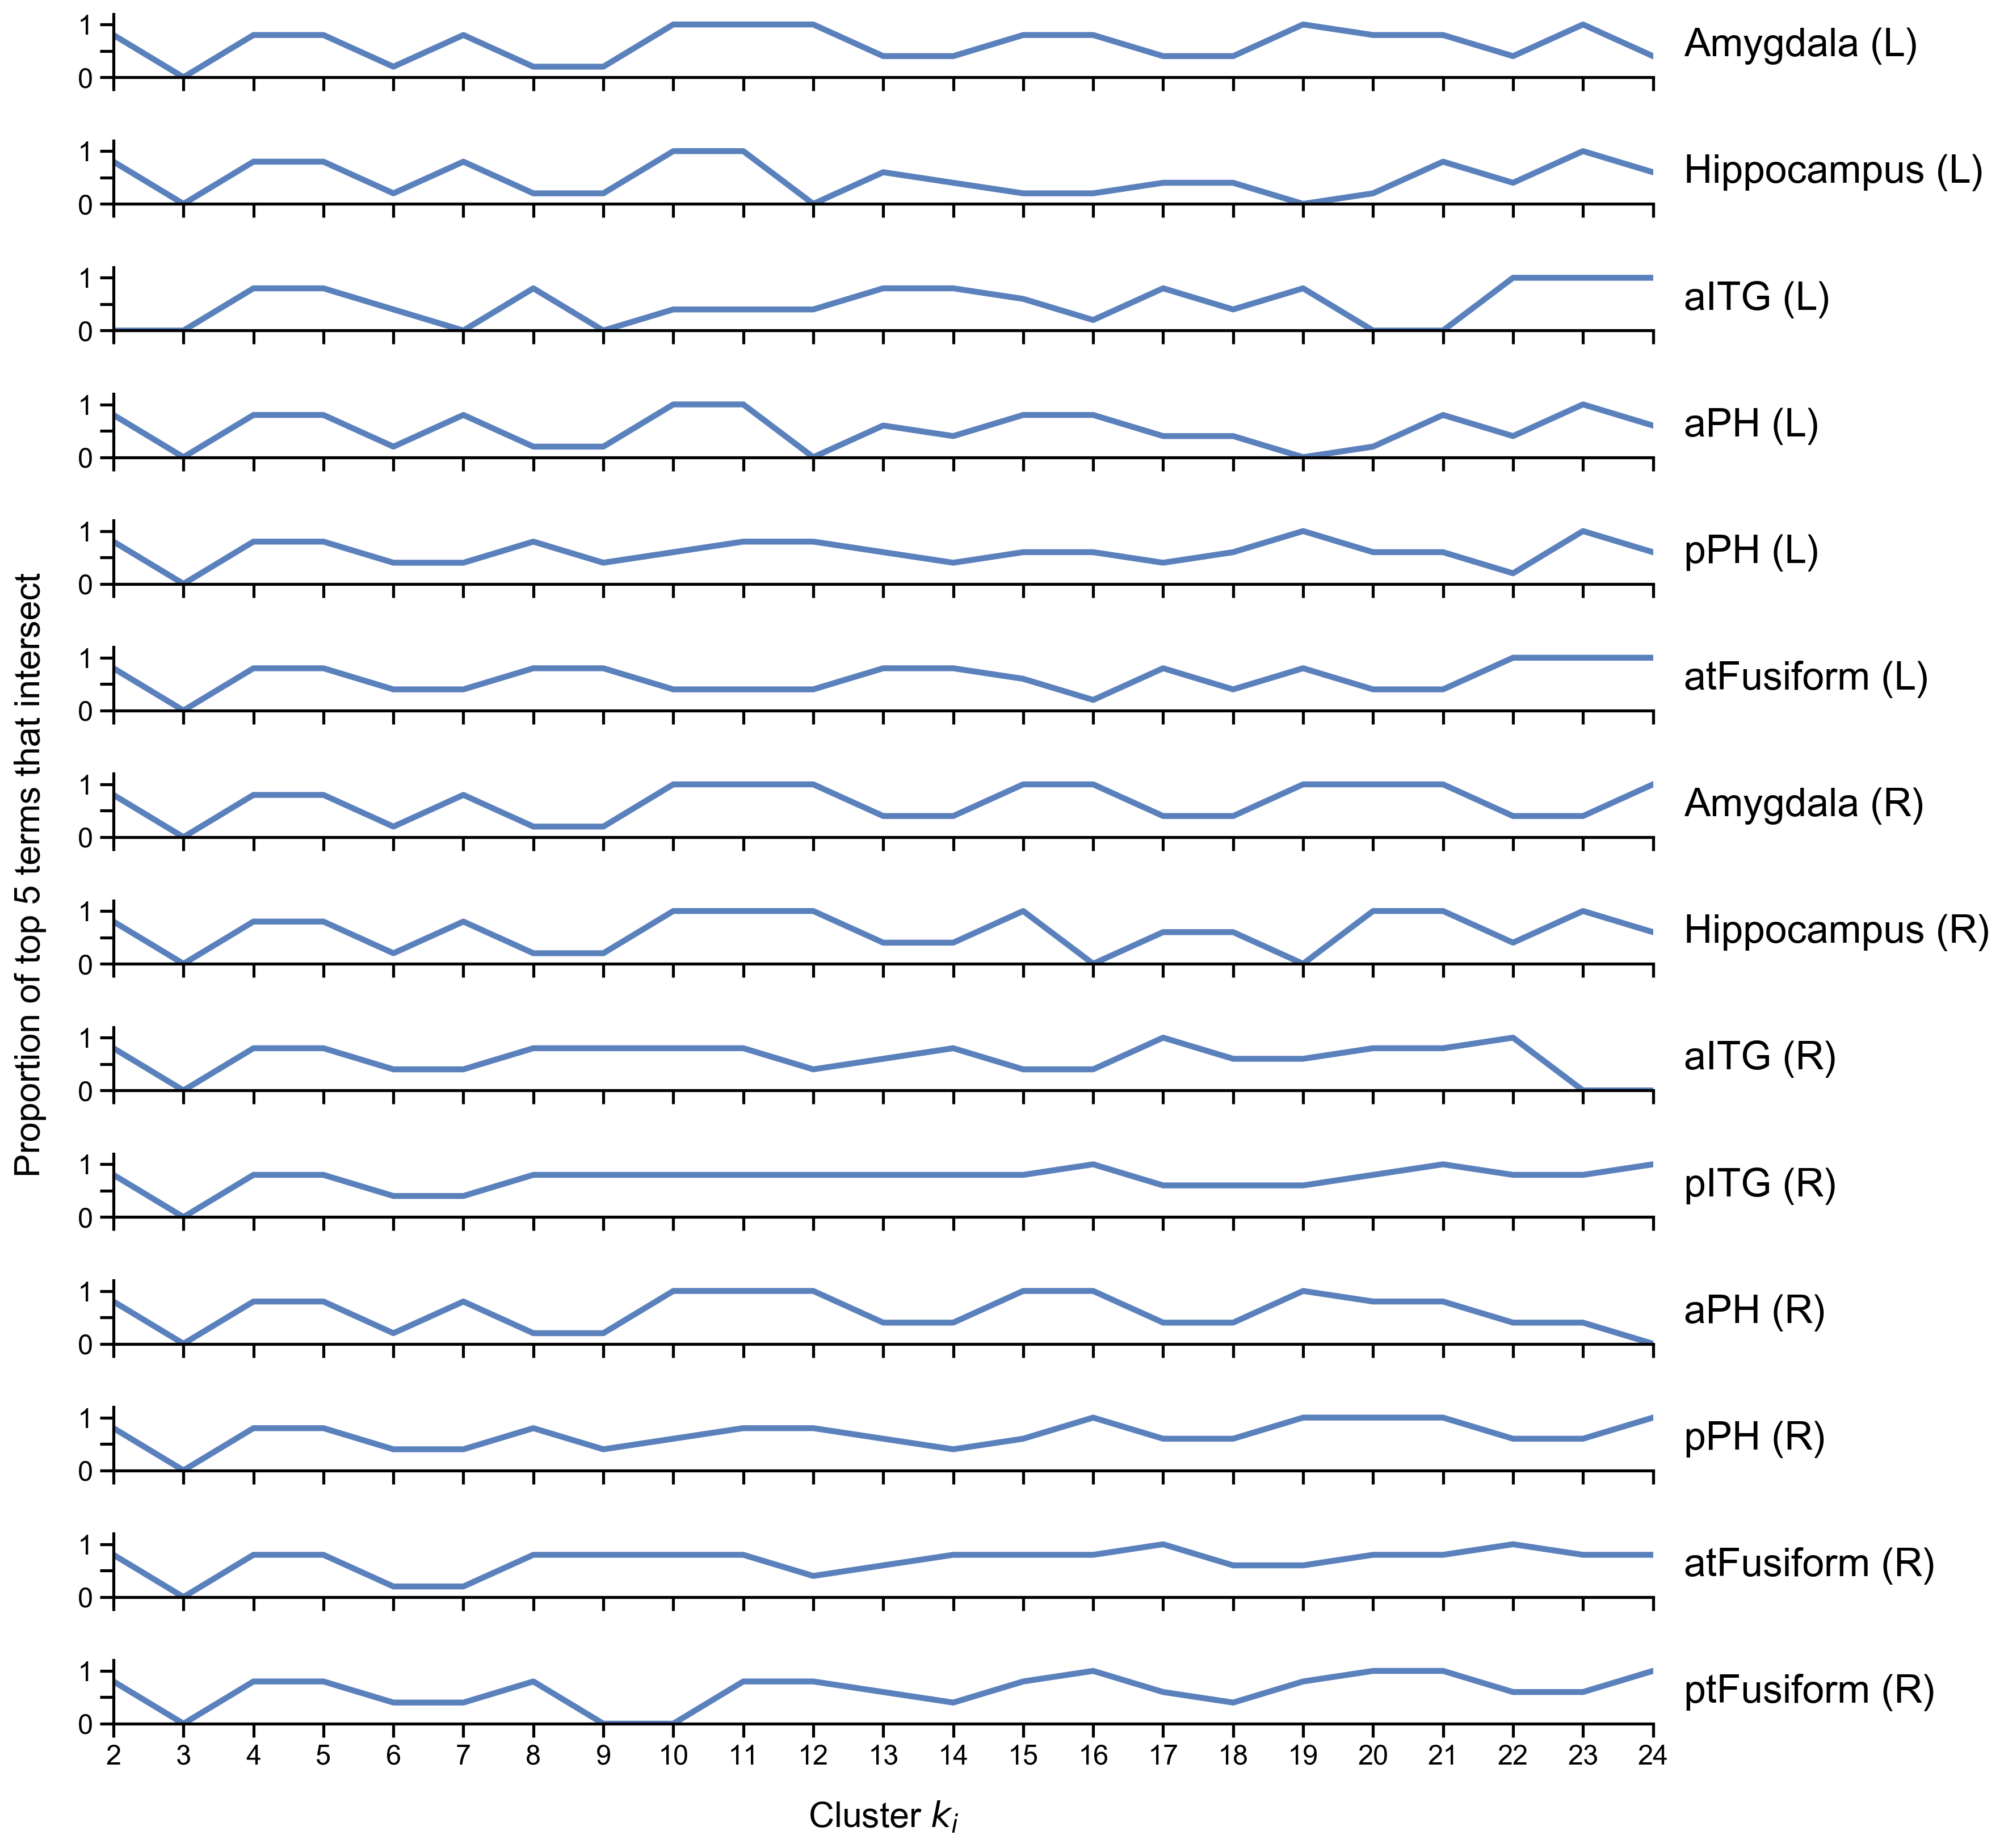 1
0
Amygdala (L)
1
0
Hippocampus (L)
1
0
aITG (L)
1
0
aPH (L)
1
0
pPH (L)
1
0
atFusiform (L)
1
0
Amygdala (R)
1
0
Hippocampus (R)
1
0
aITG (R)
1
0
pITG (R)
1
0
aPH (R)
1
0
pPH (R)
1
0
atFusiform (R)
1
0
ptFusiform (R)
Proportion of top 5 terms that intersect
2 3 4 5 6 7 8 9 10 11 12 13 14 15 16 17 18 19 20 21 22 23 24
Cluster kᵢ